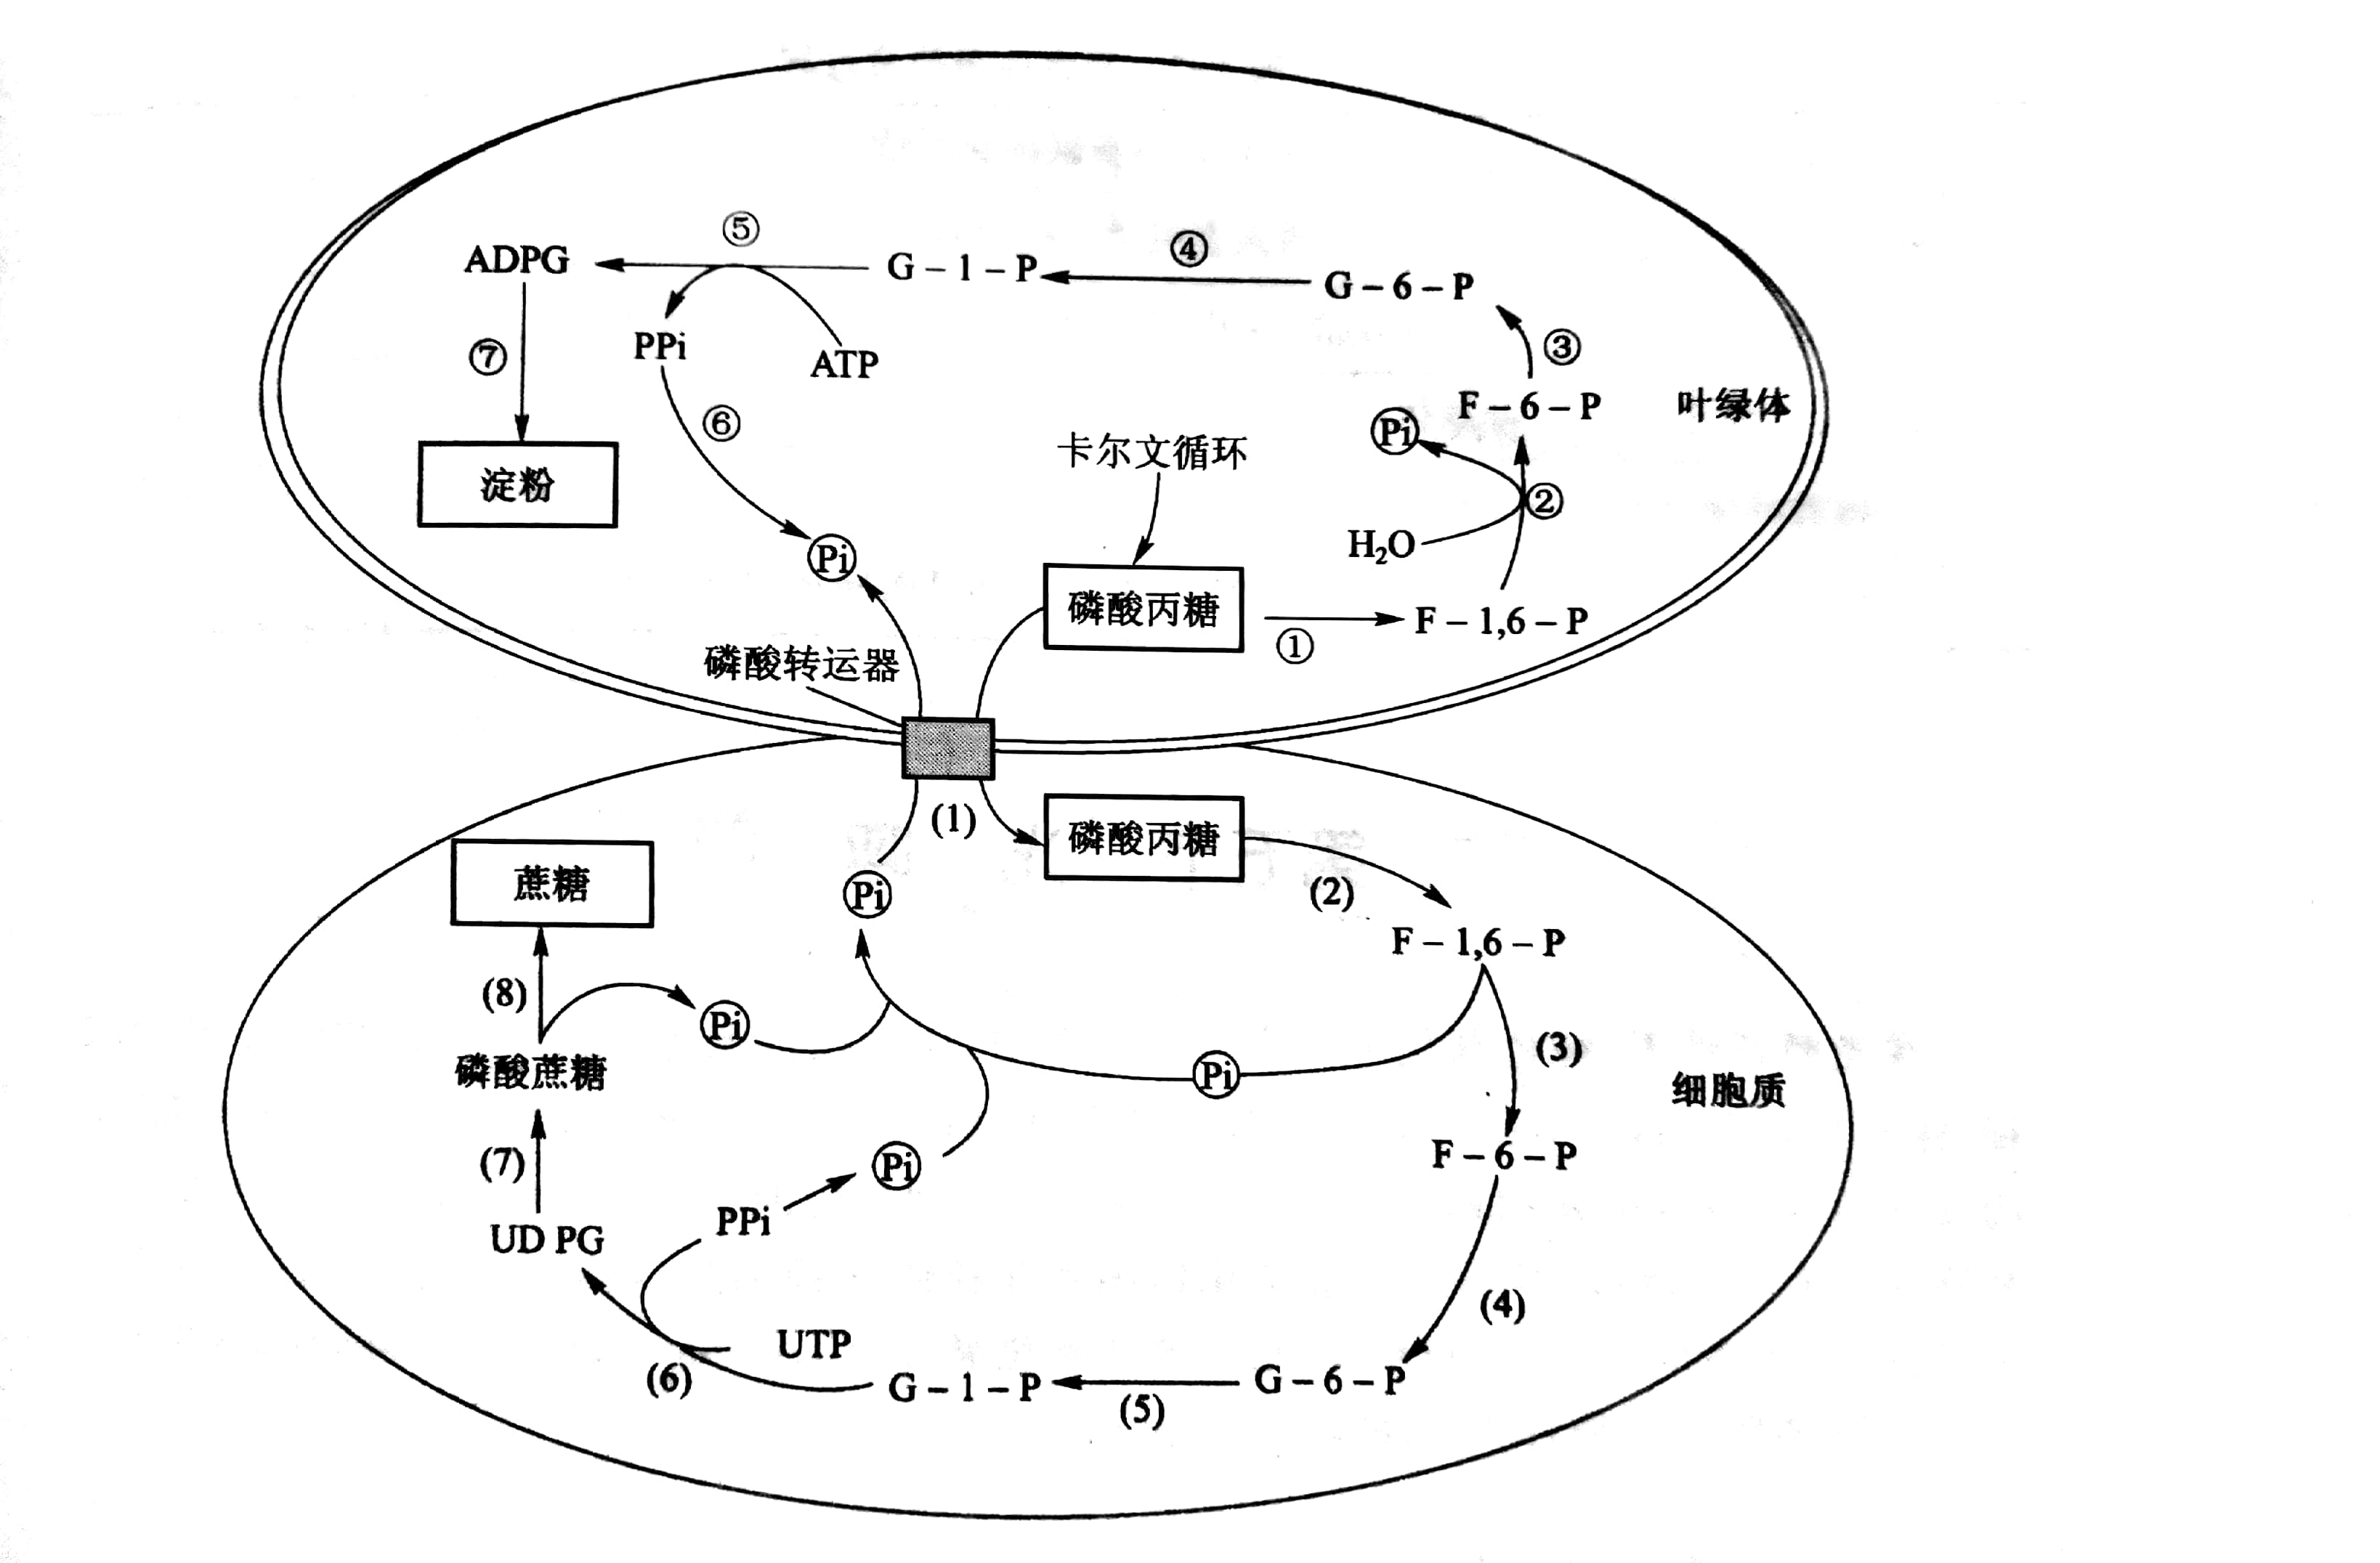 ⑤
ADPG
G-1-P
④
G-6-P
PPi
ATP
⑦
③
F-6-P
叶绿体
⑥
Pi
卡尔文循环
淀粉
②
H₂O
Pi
磷酸丙糖
F-1,6-P
①
磷酸转运器
(1)
磷酸丙糖
蔗糖
Pi
(2)
F-1,6-P
(8)
Pi
(3)
磷酸蔗糖
Pi
细胞质
(7)
Pi
F-6-P
PPi
UD PG
(4)
UTP
(6)
G-1-P
G-6-P
(5)